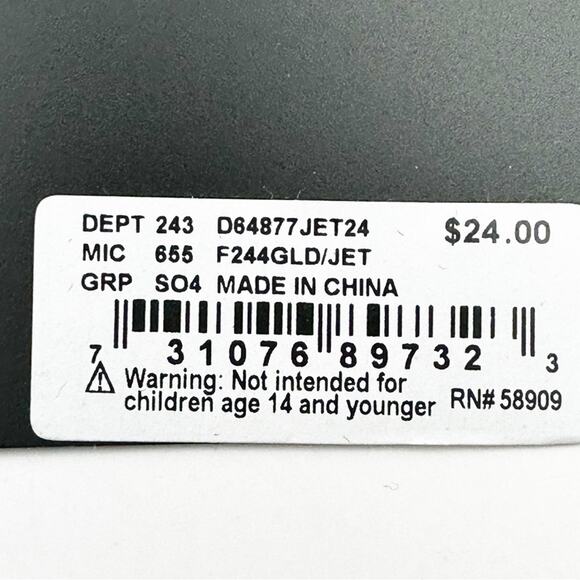 DEPT 243 D64877JET24 $24.00
MIC 655 F244GLD/JET
GRP SO4 MADE IN CHINA
7 31076 89732 3
Warning: Not intended for
children age 14 and younger RN# 58909